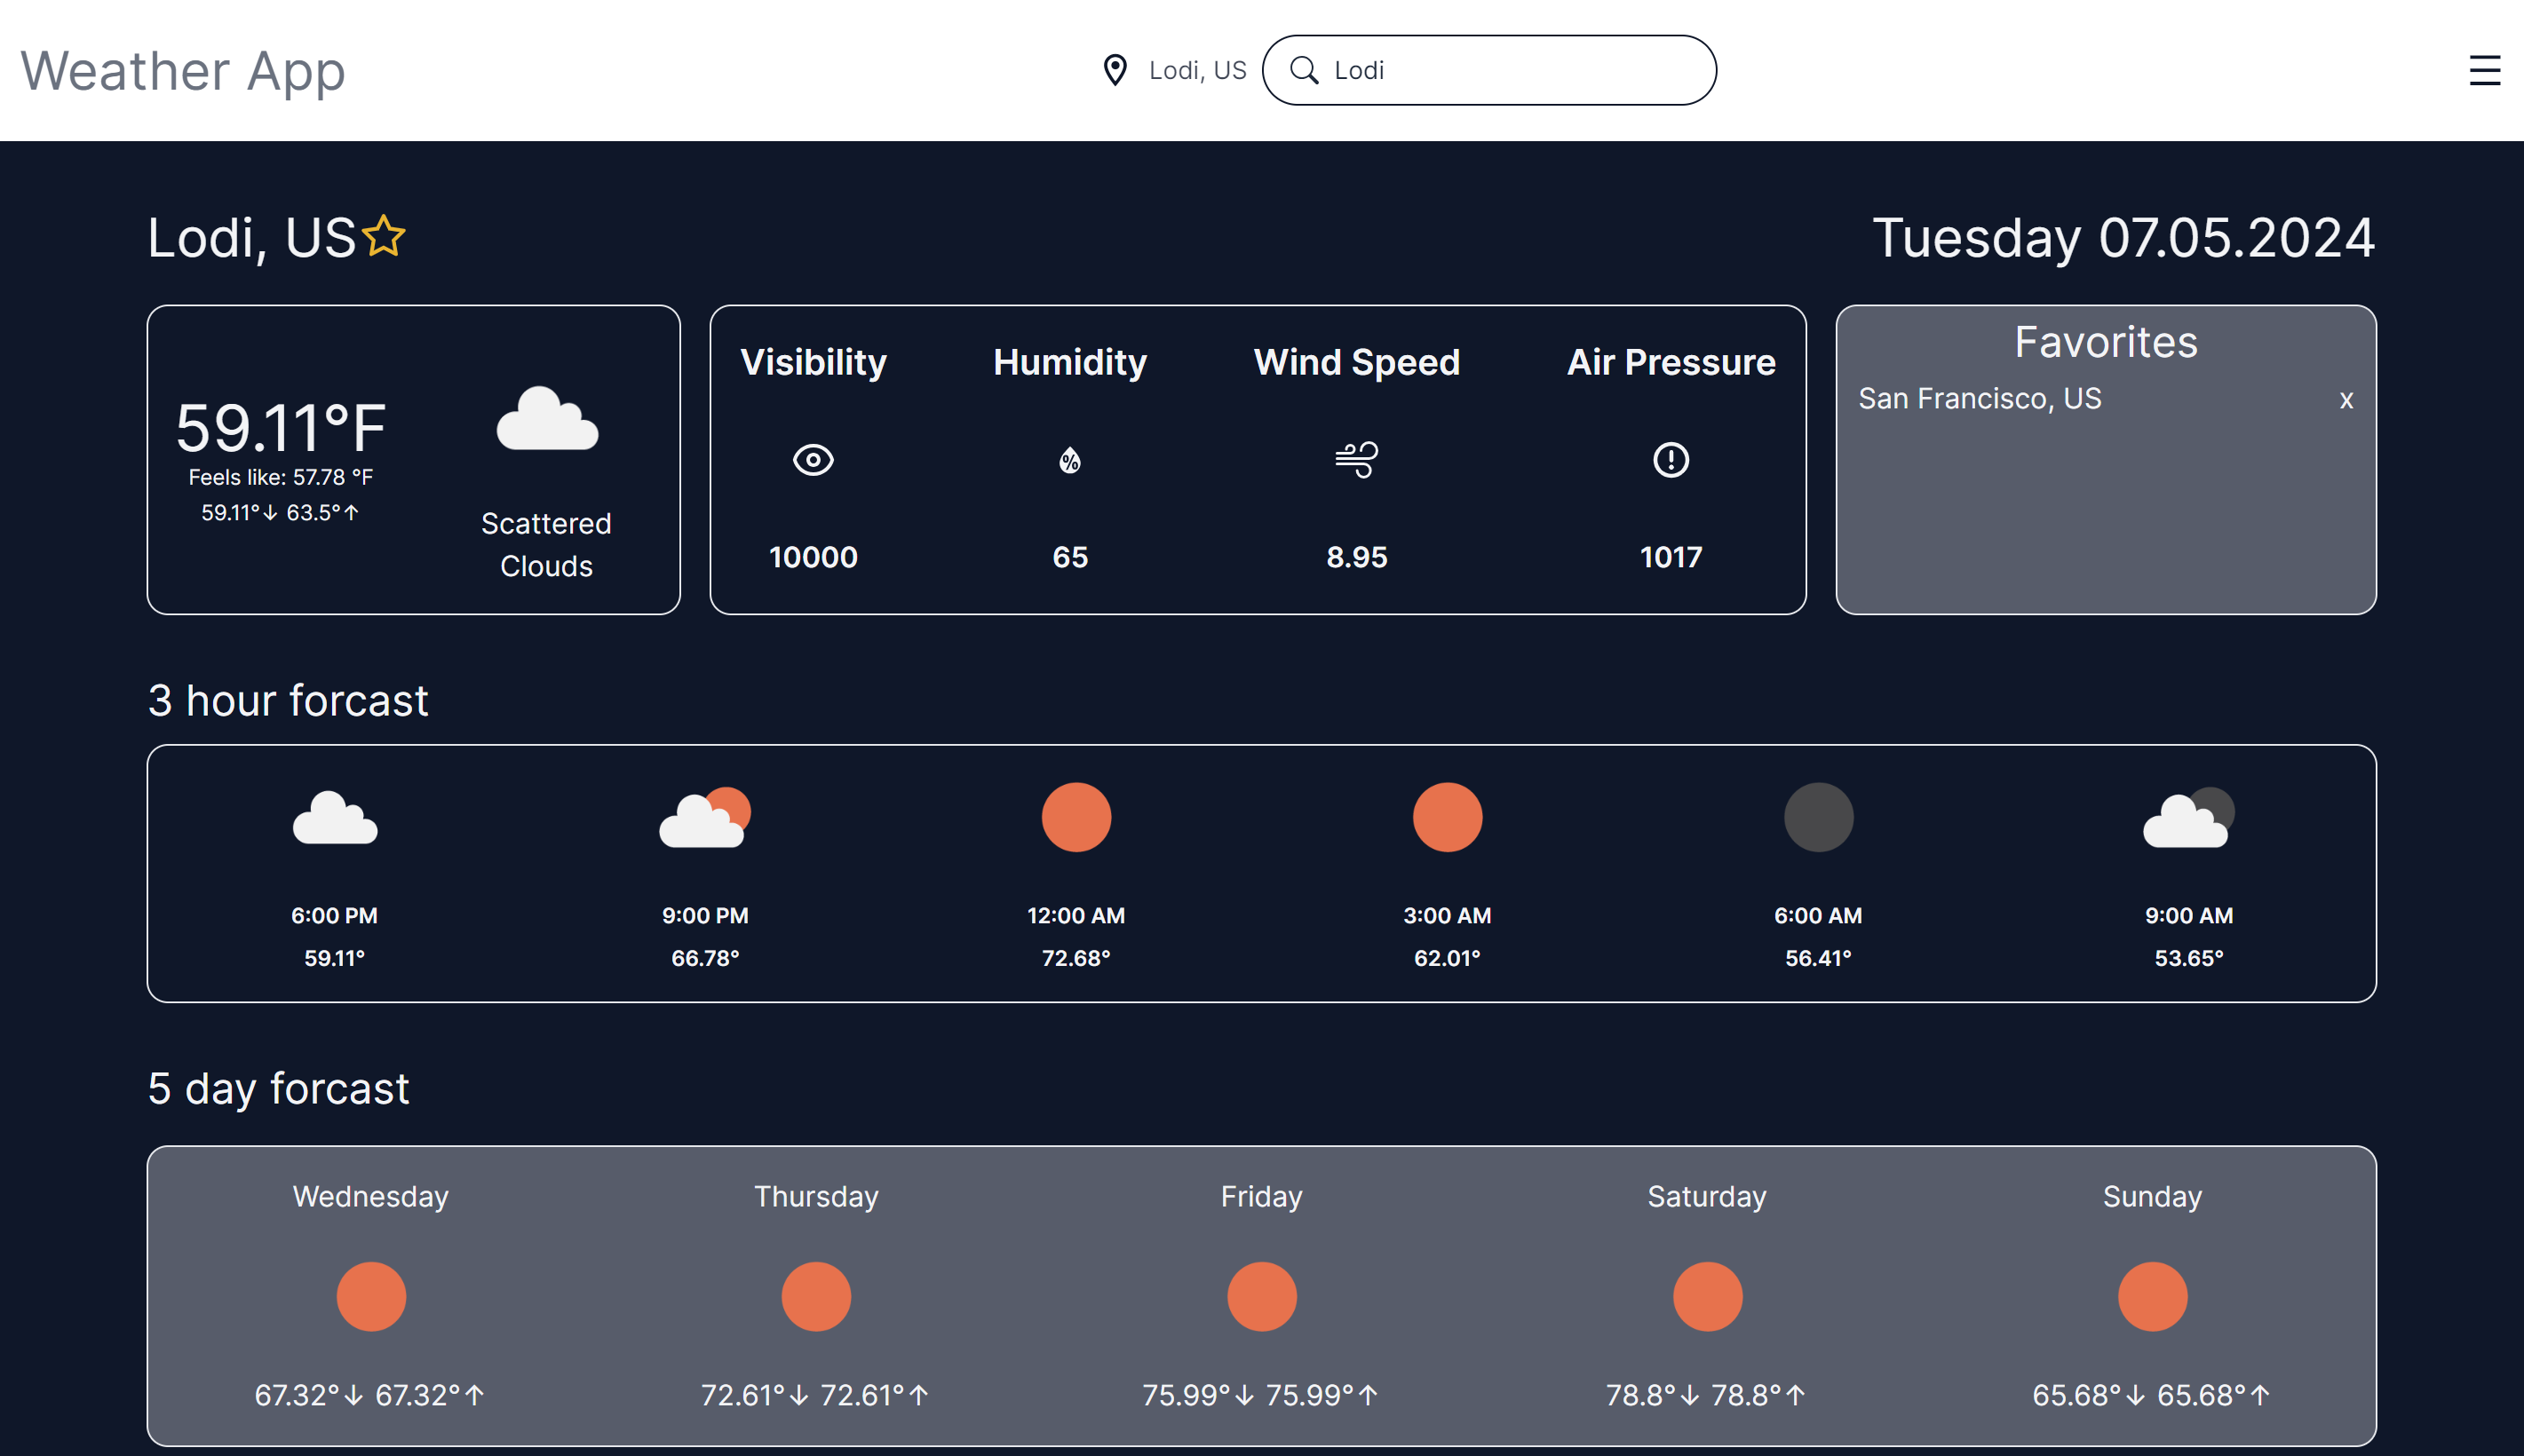 Weather App
Lodi, US
Lodi
Lodi, US
Tuesday 07.05.2024
59.11°F
Feels like: 57.78 °F
59.11°↓ 63.5°↑
Scattered
Clouds
Visibility Humidity Wind Speed Air Pressure
%
10000 65 8.95 1017
Favorites
San Francisco, US x
3 hour forcast
6:00 PM 9:00 PM 12:00 AM 3:00 AM 6:00 AM 9:00 AM
59.11° 66.78° 72.68° 62.01° 56.41° 53.65°
5 day forcast
Wednesday Thursday Friday Saturday Sunday
67.32°↓ 67.32°↑ 72.61°↓ 72.61°↑ 75.99°↓ 75.99°↑ 78.8°↓ 78.8°↑ 65.68°↓ 65.68°↑